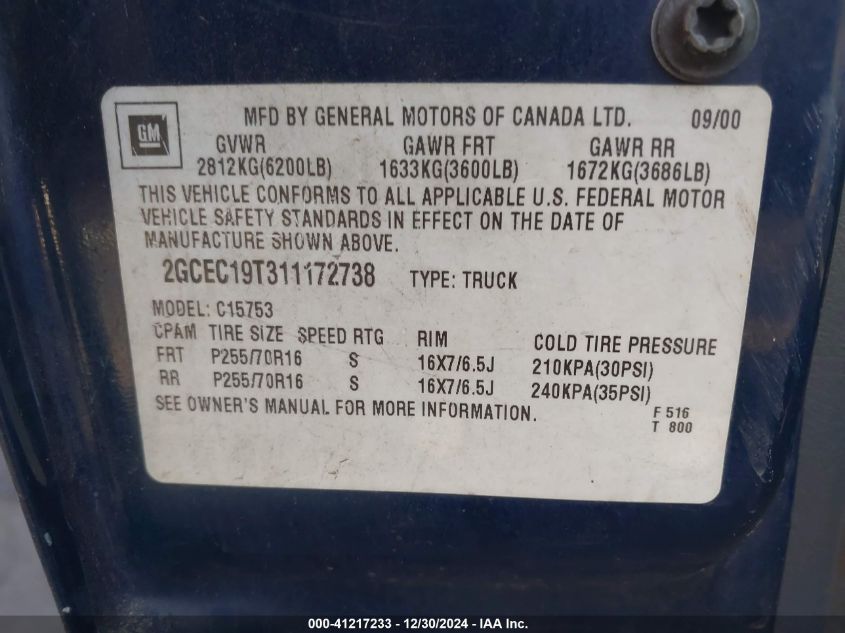 GM
MFD BY GENERAL MOTORS OF CANADA LTD. 09/00
GVWR GAWR FRT GAWR RR
2812KG(6200LB) 1633KG(3600LB) 1672KG(3686LB)
THIS VEHICLE CONFORMS TO ALL APPLICABLE U.S. FEDERAL MOTOR
VEHICLE SAFETY STANDARDS IN EFFECT ON THE DATE OF
MANUFACTURE SHOWN ABOVE.
2GCEC19T311172738 TYPE: TRUCK
MODEL: C15753
CPAM TIRE SIZE SPEED RTG RIM COLD TIRE PRESSURE
FRT P255/70R16 S 16X7/6.5J 210KPA(30PSI)
RR P255/70R16 S 16X7/6.5J 240KPA(35PSI)
SEE OWNER'S MANUAL FOR MORE INFORMATION.
F 516
T 800
000-41217233 - 12/30/2024 - IAA Inc.